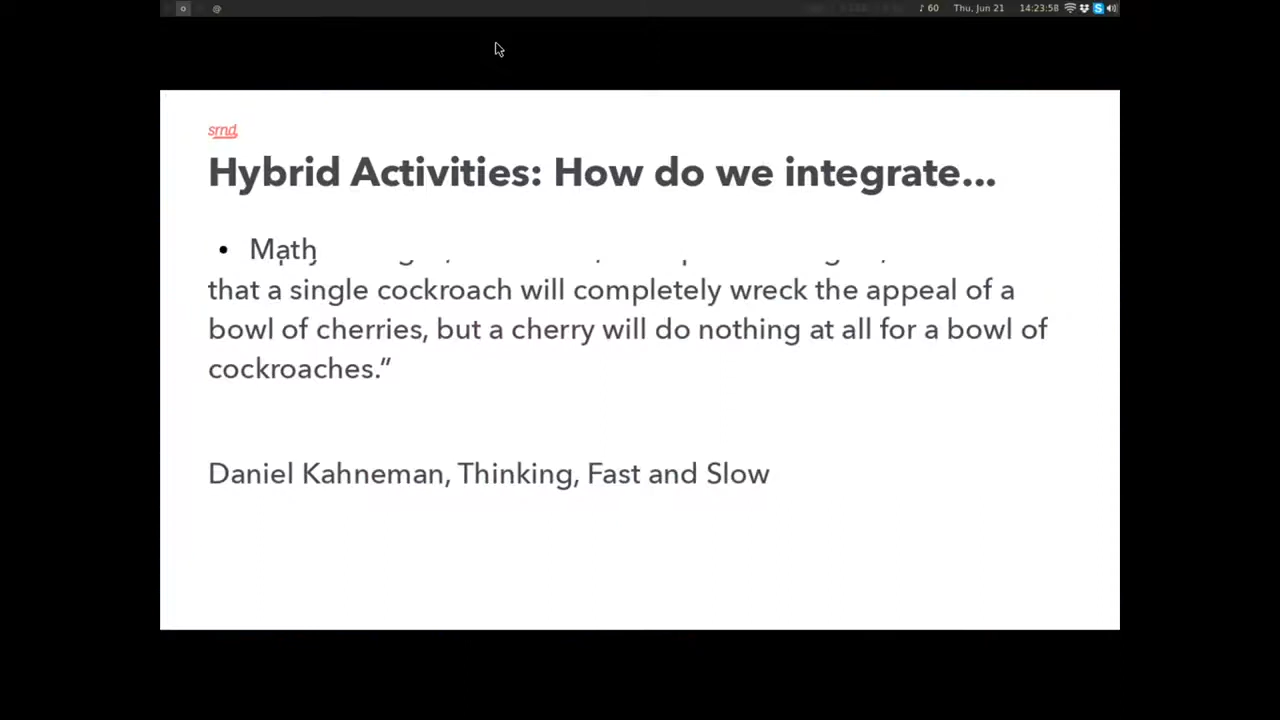 @
♪ 60 Thu, Jun 21 14:23:58
srnd
Hybrid Activities: How do we integrate...
• Math
that a single cockroach will completely wreck the appeal of a
bowl of cherries, but a cherry will do nothing at all for a bowl of
cockroaches.”
Daniel Kahneman, Thinking, Fast and Slow